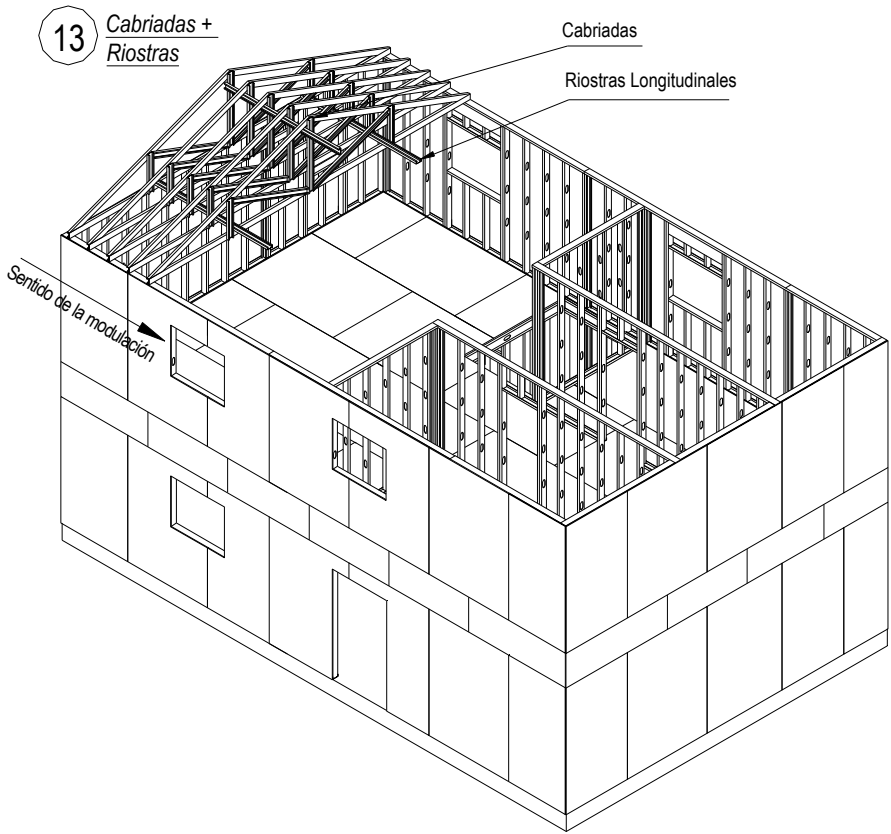 13
Cabriadas +
Riostras
Cabriadas
Riostras Longitudinales
Sentido de la modulación